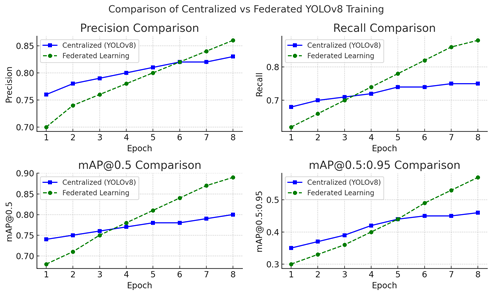 Comparison of Centralized vs Federated YOLOv8 Training
Precision Comparison
0.85
0.80
0.75
0.70
Precision
Centralized (YOLOv8)
Federated Learning
1 2 3 4 5 6 7 8
Epoch
Recall Comparison
0.8
0.7
Recall
Centralized (YOLOv8)
Federated Learning
1 2 3 4 5 6 7 8
Epoch
mAP@0.5 Comparison
0.90
0.85
0.80
0.75
0.70
mAP@0.5
Centralized (YOLOv8)
Federated Learning
1 2 3 4 5 6 7 8
Epoch
mAP@0.5:0.95 Comparison
0.5
0.4
0.3
mAP@0.5:0.95
Centralized (YOLOv8)
Federated Learning
1 2 3 4 5 6 7 8
Epoch